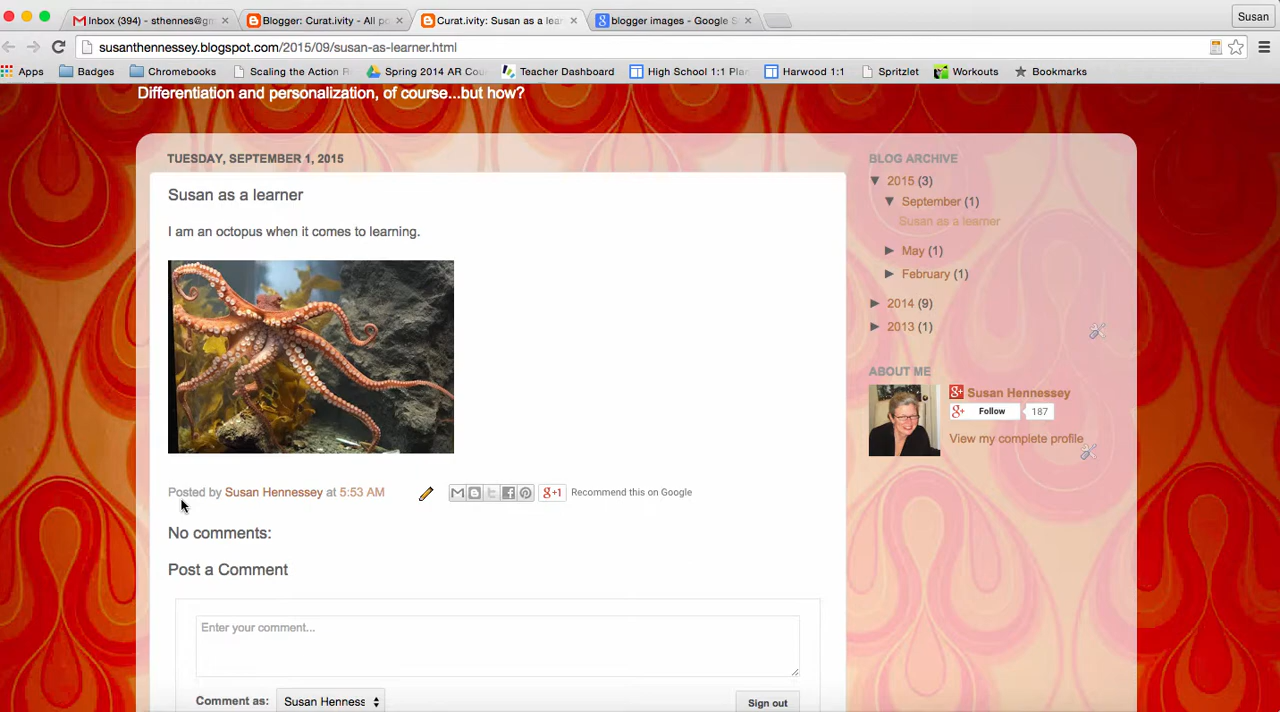 Inbox (394) - sthennes@gm
Blogger: Curat.ivity - All po
Curat.ivity: Susan as a lear
blogger images - Google S
Susan
susanthennessey.blogspot.com/2015/09/susan-as-learner.html
Apps
Badges
Chromebooks
Scaling the Action R
Spring 2014 AR Cou
Teacher Dashboard
High School 1:1 Plan
Harwood 1:1
Spritzlet
Workouts
Bookmarks
Differentiation and personalization, of course...but how?
TUESDAY, SEPTEMBER 1, 2015
Susan as a learner
I am an octopus when it comes to learning.
Posted by Susan Hennessey at 5:53 AM
g+1 Recommend this on Google
No comments:
Post a Comment
Enter your comment...
Comment as: Susan Henness
Sign out
BLOG ARCHIVE
▼ 2015 (3)
▼ September (1)
Susan as a learner
► May (1)
► February (1)
► 2014 (9)
► 2013 (1)
ABOUT ME
g+ Susan Hennessey
g+ Follow 187
View my complete profile